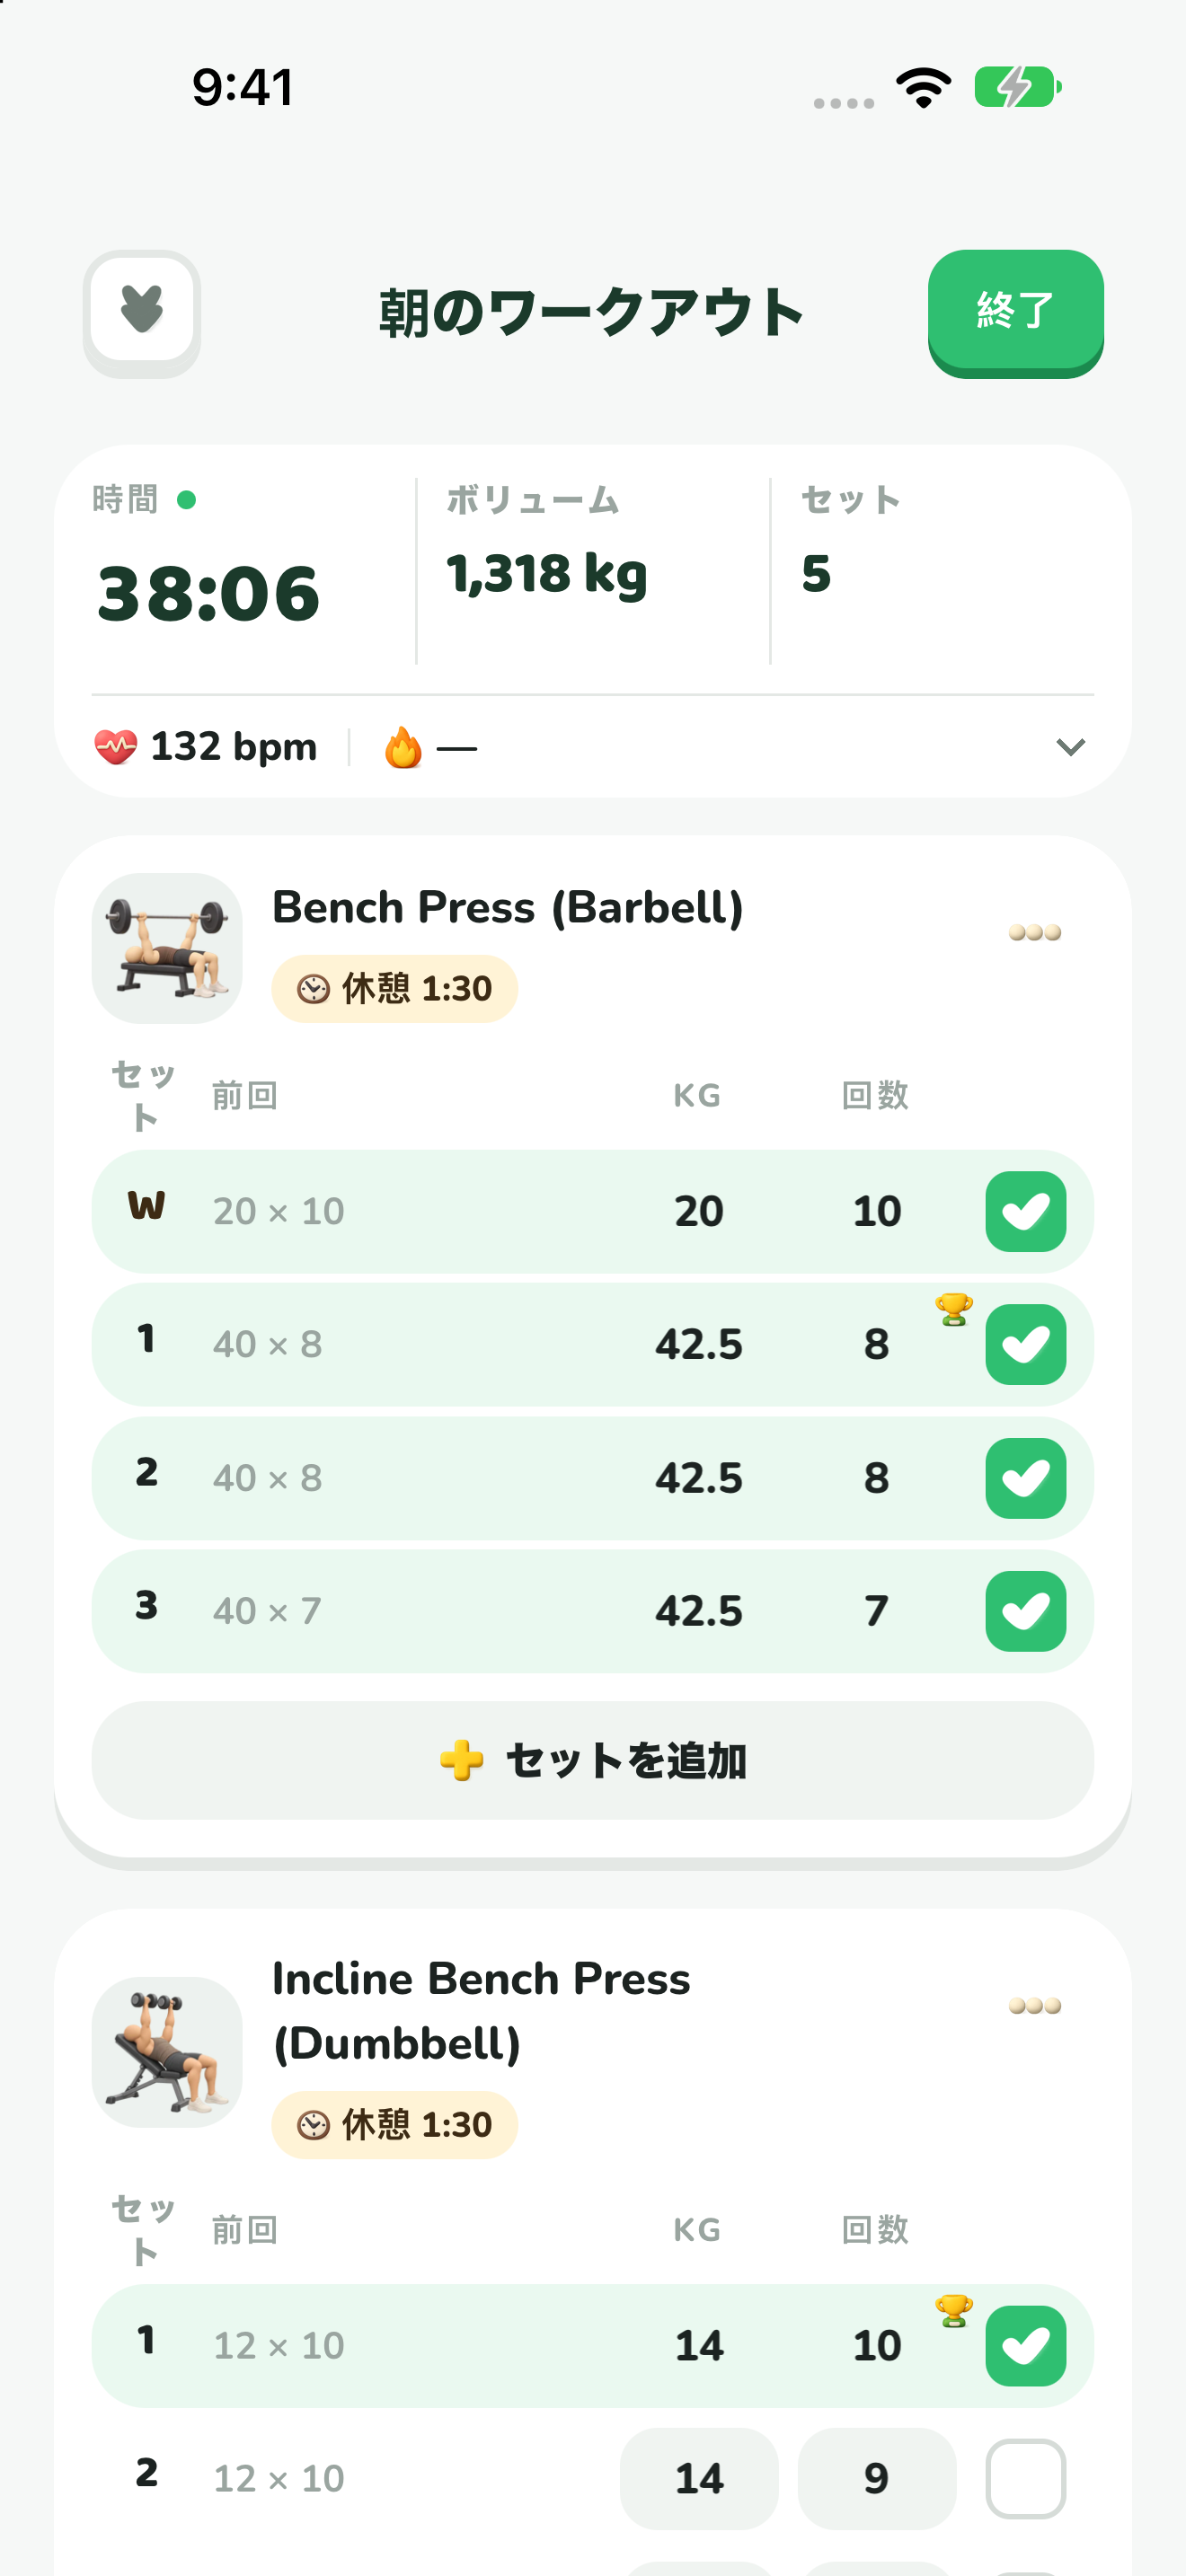 9:41
朝のワークアウト
終了
時間
ボリューム
セット
38:06
1,318 kg
5
132 bpm
—
Bench Press (Barbell)
休憩 1:30
セッ
ト
前回
KG
回数
W 20 × 10 20 10
1 40 × 8 42.5 8
2 40 × 8 42.5 8
3 40 × 7 42.5 7
セットを追加
Incline Bench Press
(Dumbbell)
休憩 1:30
セッ
ト
前回
KG
回数
1 12 × 10 14 10
2 12 × 10 14 9